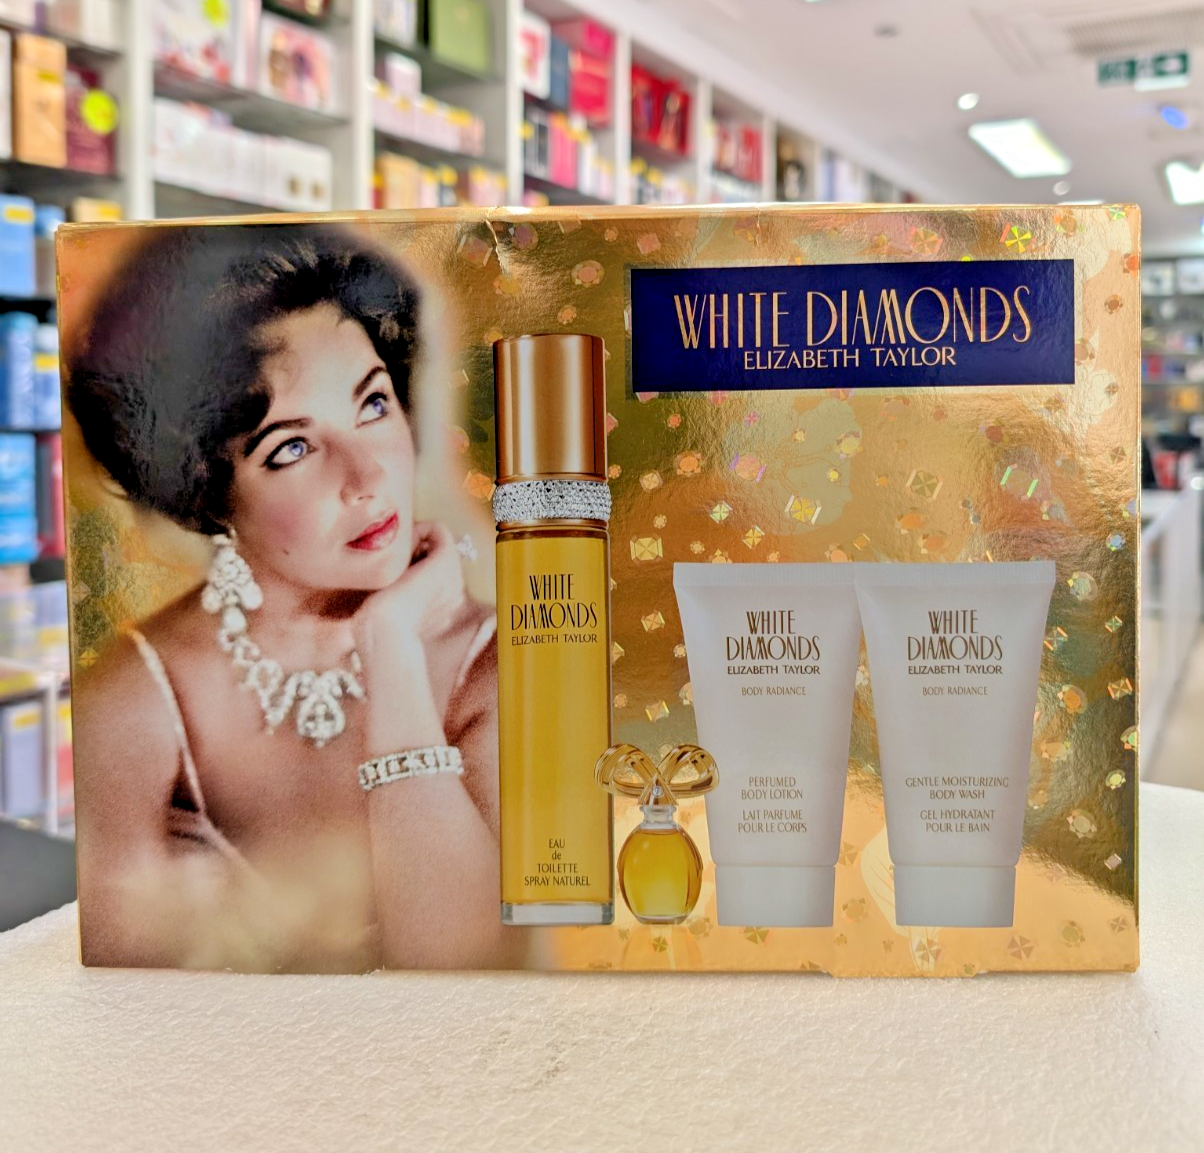 WHITE DIAMONDS
ELIZABETH TAYLOR
WHITE
DIAMONDS
ELIZABETH TAYLOR
EAU
de
TOILETTE
SPRAY NATUREL
WHITE
DIAMONDS
ELIZABETH TAYLOR
BODY RADIANCE
PERFUMED
BODY LOTION
LAIT PARFUME
POUR LE CORPS
WHITE
DIAMONDS
ELIZABETH TAYLOR
BODY RADIANCE
GENTLE MOISTURIZING
BODY WASH
GEL HYDRATANT
POUR LE BAIN